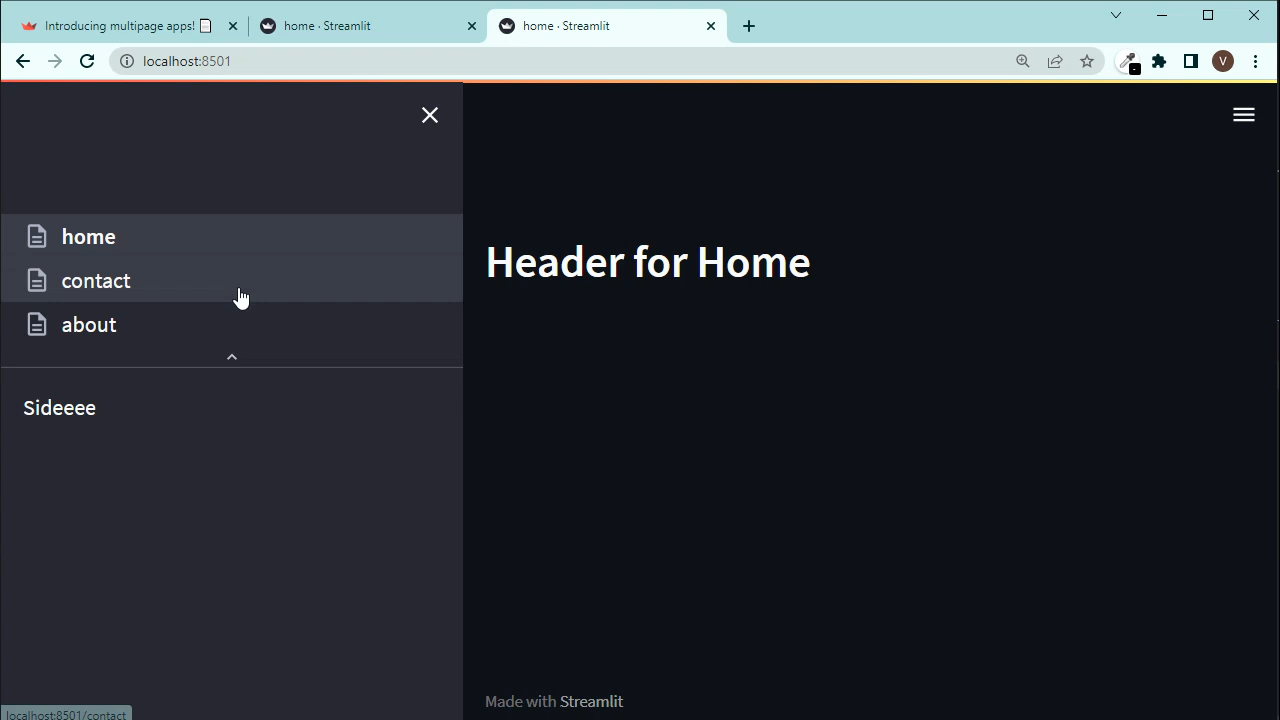 Introducing multipage apps!
home · Streamlit
home · Streamlit
localhost:8501
V
home
contact
about
Sideeee
Header for Home
Made with Streamlit
localhost:8501/contact